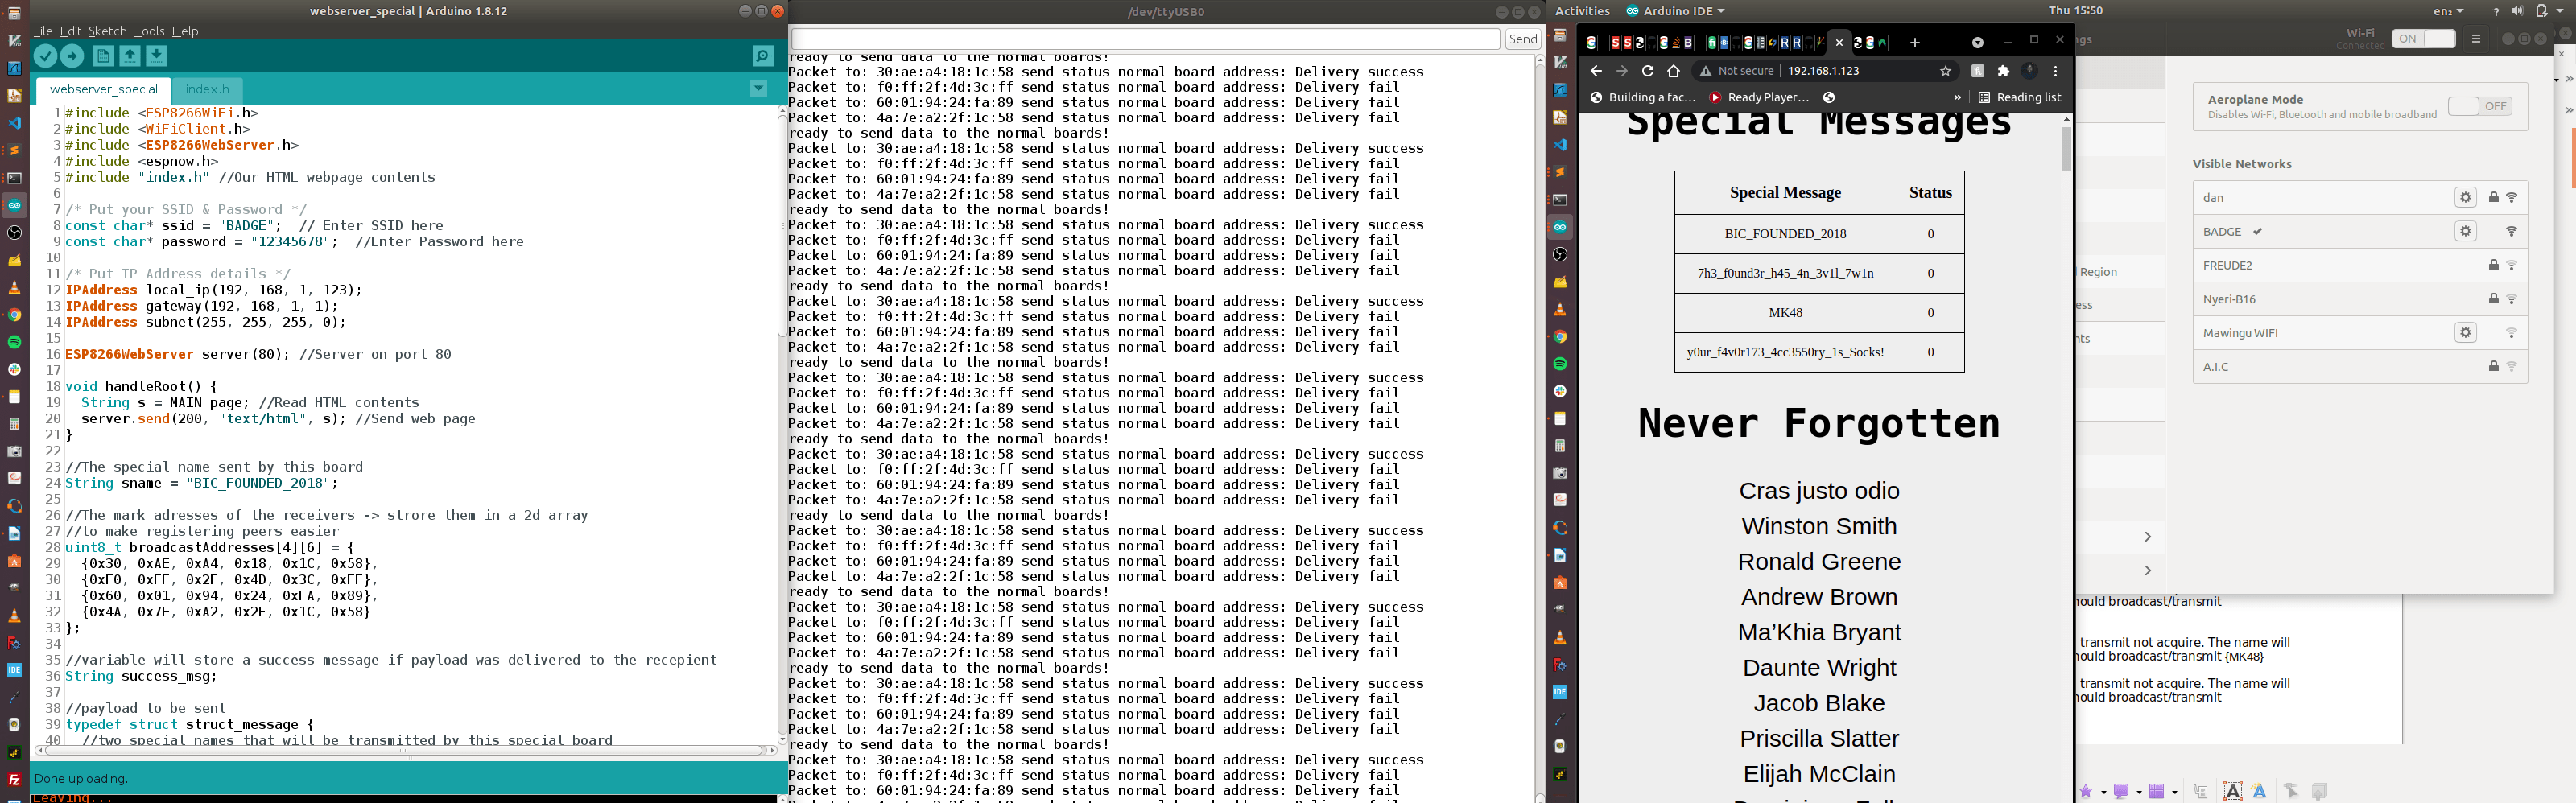 webserver_special | Arduino 1.8.12
File Edit Sketch Tools Help
webserver_special
index.h
1 #include <ESP8266WiFi.h>
2 #include <WiFiClient.h>
3 #include <ESP8266WebServer.h>
4 #include <espnow.h>
5 #include "index.h" //Our HTML webpage contents
6
7 /* Put your SSID & Password */
8 const char* ssid = "BADGE";  // Enter SSID here
9 const char* password = "12345678";  //Enter Password here
10
11 /* Put IP Address details */
12 IPAddress local_ip(192, 168, 1, 123);
13 IPAddress gateway(192, 168, 1, 1);
14 IPAddress subnet(255, 255, 255, 0);
15
16 ESP8266WebServer server(80); //Server on port 80
17
18 void handleRoot() {
19   String s = MAIN_page; //Read HTML contents
20   server.send(200, "text/html", s); //Send web page
21 }
22
23 //The special name sent by this board
24 String sname = "BIC_FOUNDED_2018";
25
26 //The mark adresses of the receivers -> strore them in a 2d array
27 //to make registering peers easier
28 uint8_t broadcastAddresses[4][6] = {
29   {0x30, 0xAE, 0xA4, 0x18, 0x1C, 0x58},
30   {0xF0, 0xFF, 0x2F, 0x4D, 0x3C, 0xFF},
31   {0x60, 0x01, 0x94, 0x24, 0xFA, 0x89},
32   {0x4A, 0x7E, 0xA2, 0x2F, 0x1C, 0x58}
33 };
34
35 //variable will store a success message if payload was delivered to the recepient
36 String success_msg;
37
38 //payload to be sent
39 typedef struct struct_message {
40   //two special names that will be transmitted by this special board
Done uploading.
Leaving...
/dev/ttyUSB0
Send
ready to send data to the normal boards!
Packet to: 30:ae:a4:18:1c:58 send status normal board address: Delivery success
Packet to: f0:ff:2f:4d:3c:ff send status normal board address: Delivery fail
Packet to: 60:01:94:24:fa:89 send status normal board address: Delivery fail
Packet to: 4a:7e:a2:2f:1c:58 send status normal board address: Delivery fail
ready to send data to the normal boards!
Packet to: 30:ae:a4:18:1c:58 send status normal board address: Delivery success
Packet to: f0:ff:2f:4d:3c:ff send status normal board address: Delivery fail
Packet to: 60:01:94:24:fa:89 send status normal board address: Delivery fail
Packet to: 4a:7e:a2:2f:1c:58 send status normal board address: Delivery fail
ready to send data to the normal boards!
Packet to: 30:ae:a4:18:1c:58 send status normal board address: Delivery success
Packet to: f0:ff:2f:4d:3c:ff send status normal board address: Delivery fail
Packet to: 60:01:94:24:fa:89 send status normal board address: Delivery fail
Packet to: 4a:7e:a2:2f:1c:58 send status normal board address: Delivery fail
ready to send data to the normal boards!
Packet to: 30:ae:a4:18:1c:58 send status normal board address: Delivery success
Packet to: f0:ff:2f:4d:3c:ff send status normal board address: Delivery fail
Packet to: 60:01:94:24:fa:89 send status normal board address: Delivery fail
Packet to: 4a:7e:a2:2f:1c:58 send status normal board address: Delivery fail
ready to send data to the normal boards!
Packet to: 30:ae:a4:18:1c:58 send status normal board address: Delivery success
Packet to: f0:ff:2f:4d:3c:ff send status normal board address: Delivery fail
Packet to: 60:01:94:24:fa:89 send status normal board address: Delivery fail
Packet to: 4a:7e:a2:2f:1c:58 send status normal board address: Delivery fail
ready to send data to the normal boards!
Packet to: 30:ae:a4:18:1c:58 send status normal board address: Delivery success
Packet to: f0:ff:2f:4d:3c:ff send status normal board address: Delivery fail
Packet to: 60:01:94:24:fa:89 send status normal board address: Delivery fail
Packet to: 4a:7e:a2:2f:1c:58 send status normal board address: Delivery fail
ready to send data to the normal boards!
Packet to: 30:ae:a4:18:1c:58 send status normal board address: Delivery success
Packet to: f0:ff:2f:4d:3c:ff send status normal board address: Delivery fail
Packet to: 60:01:94:24:fa:89 send status normal board address: Delivery fail
Packet to: 4a:7e:a2:2f:1c:58 send status normal board address: Delivery fail
ready to send data to the normal boards!
Packet to: 30:ae:a4:18:1c:58 send status normal board address: Delivery success
Packet to: f0:ff:2f:4d:3c:ff send status normal board address: Delivery fail
Packet to: 60:01:94:24:fa:89 send status normal board address: Delivery fail
Packet to: 4a:7e:a2:2f:1c:58 send status normal board address: Delivery fail
ready to send data to the normal boards!
Packet to: 30:ae:a4:18:1c:58 send status normal board address: Delivery success
Packet to: f0:ff:2f:4d:3c:ff send status normal board address: Delivery fail
Packet to: 60:01:94:24:fa:89 send status normal board address: Delivery fail
Packet to: 4a:7e:a2:2f:1c:58 send status normal board address: Delivery fail
ready to send data to the normal boards!
Packet to: 30:ae:a4:18:1c:58 send status normal board address: Delivery success
Packet to: f0:ff:2f:4d:3c:ff send status normal board address: Delivery fail
Packet to: 60:01:94:24:fa:89 send status normal board address: Delivery fail
Activities Arduino IDE
Thu 15:50
en₂
Not secure 192.168.1.123
Building a fac... Ready Player... » Reading list
Special Messages
Special Message Status
BIC_FOUNDED_2018 0
7h3_f0und3r_h45_4n_3v1l_7w1n 0
MK48 0
y0ur_f4v0r173_4cc3550ry_1s_Socks! 0
Never Forgotten
Cras justo odio
Winston Smith
Ronald Greene
Andrew Brown
Ma’Khia Bryant
Daunte Wright
Jacob Blake
Priscilla Slatter
Elijah McClain
ngs
Wi-Fi
Connected
ON
Aeroplane Mode
Disables Wi-Fi, Bluetooth and mobile broadband
OFF
Visible Networks
dan
BADGE
FREUDE2
Nyeri-B16
Mawingu WIFI
A.I.C
Region
ess
nts
ould broadcast/transmit
transmit not acquire. The name will
ould broadcast/transmit {MK48}
transmit not acquire. The name will
ould broadcast/transmit